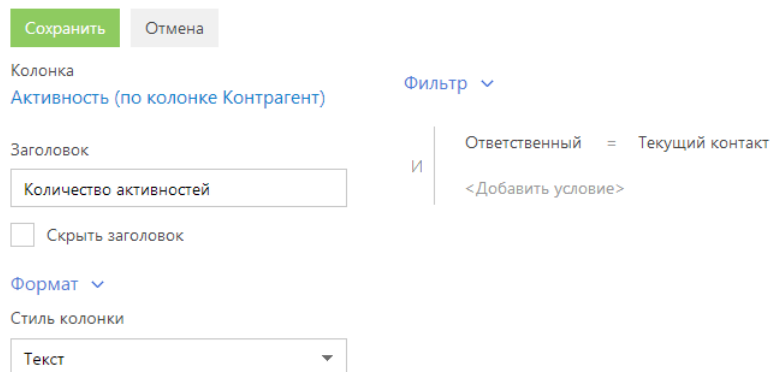 Сохранить Отмена
Колонка
Активность (по колонке Контрагент)
Заголовок
Количество активностей
Скрыть заголовок
Формат
Стиль колонки
Текст
Фильтр
И
Ответственный = Текущий контакт
<Добавить условие>